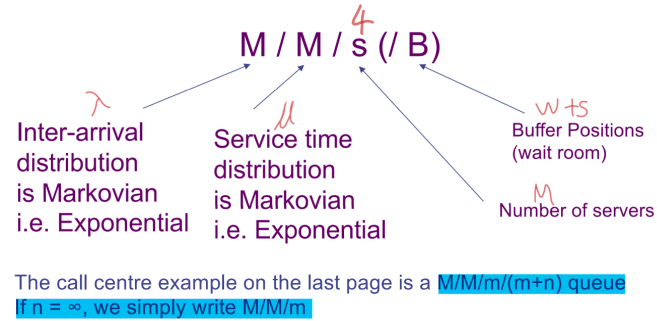 4
M / M / s (/ B)
λ
Inter-arrival
distribution
is Markovian
i.e. Exponential
μ
Service time
distribution
is Markovian
i.e. Exponential
w+s
Buffer Positions
(wait room)
M
Number of servers
The call centre example on the last page is a M/M/m/(m+n) queue
If n = ∞, we simply write M/M/m